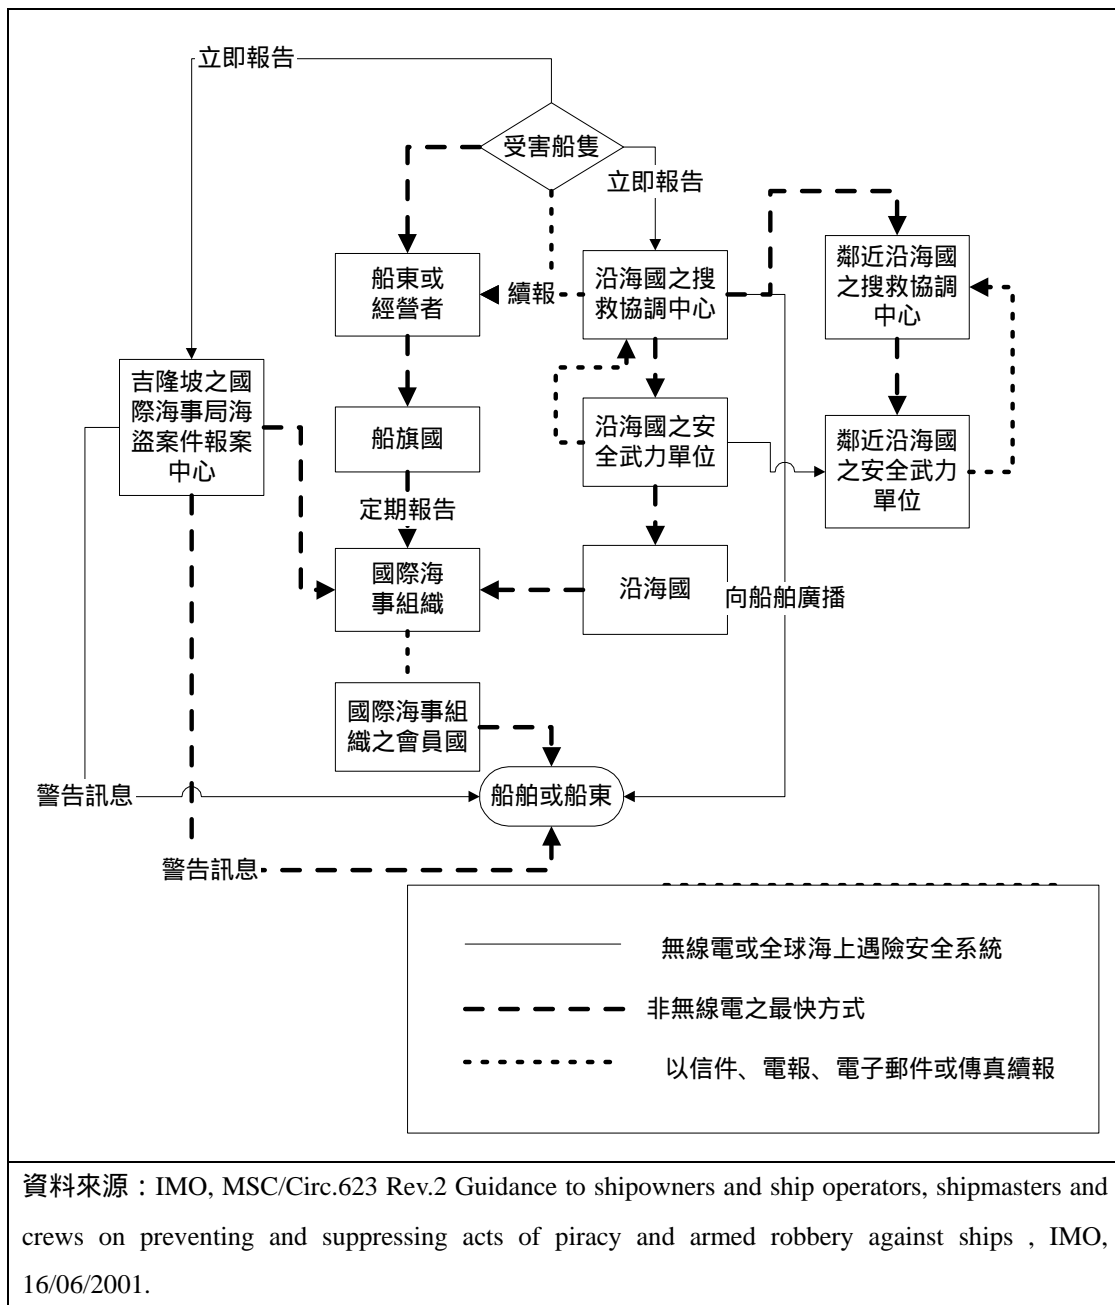 立即報告
受害船隻
立即報告
船東或
經營者
續報
沿海國之搜
救協調中心
鄰近沿海國
之搜救協調
中心
吉隆坡之國
際海事局海
盜案件報案
中心
船旗國
沿海國之安
全武力單位
鄰近沿海國
之安全武力
單位
定期報告
國際海
事組織
沿海國
向船舶廣播
國際海事組
織之會員國
警告訊息
船舶或船東
警告訊息
無線電或全球海上遇險安全系統
非無線電之最快方式
以信件、電報、電子郵件或傳真續報
資料來源：IMO, MSC/Circ.623 Rev.2 Guidance to shipowners and ship operators, shipmasters and
crews on preventing and suppressing acts of piracy and armed robbery against ships , IMO,
16/06/2001.